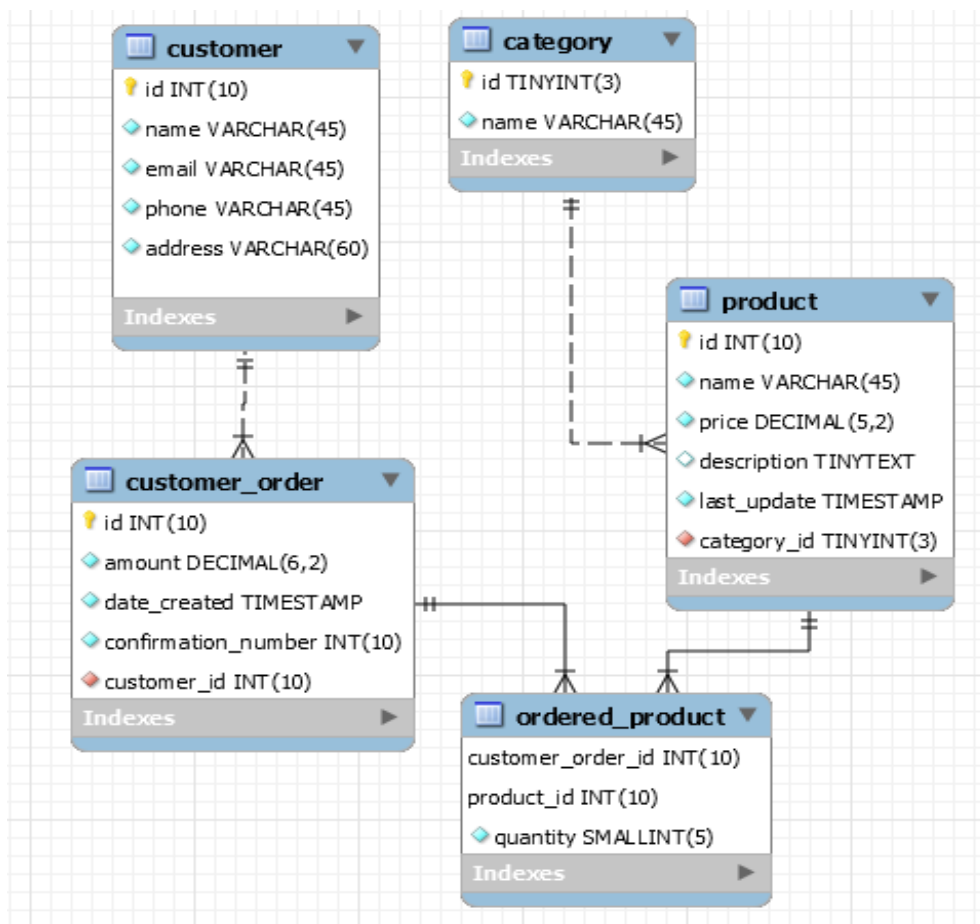 customer
id INT(10)
name VARCHAR(45)
email VARCHAR(45)
phone VARCHAR(45)
address VARCHAR(60)
Indexes
category
id TINYINT(3)
name VARCHAR(45)
Indexes
product
id INT(10)
name VARCHAR(45)
price DECIMAL(5,2)
description TINYTEXT
last_update TIMESTAMP
category_id TINYINT(3)
Indexes
customer_order
id INT(10)
amount DECIMAL(6,2)
date_created TIMESTAMP
confirmation_number INT(10)
customer_id INT(10)
Indexes
ordered_product
customer_order_id INT(10)
product_id INT(10)
quantity SMALLINT(5)
Indexes